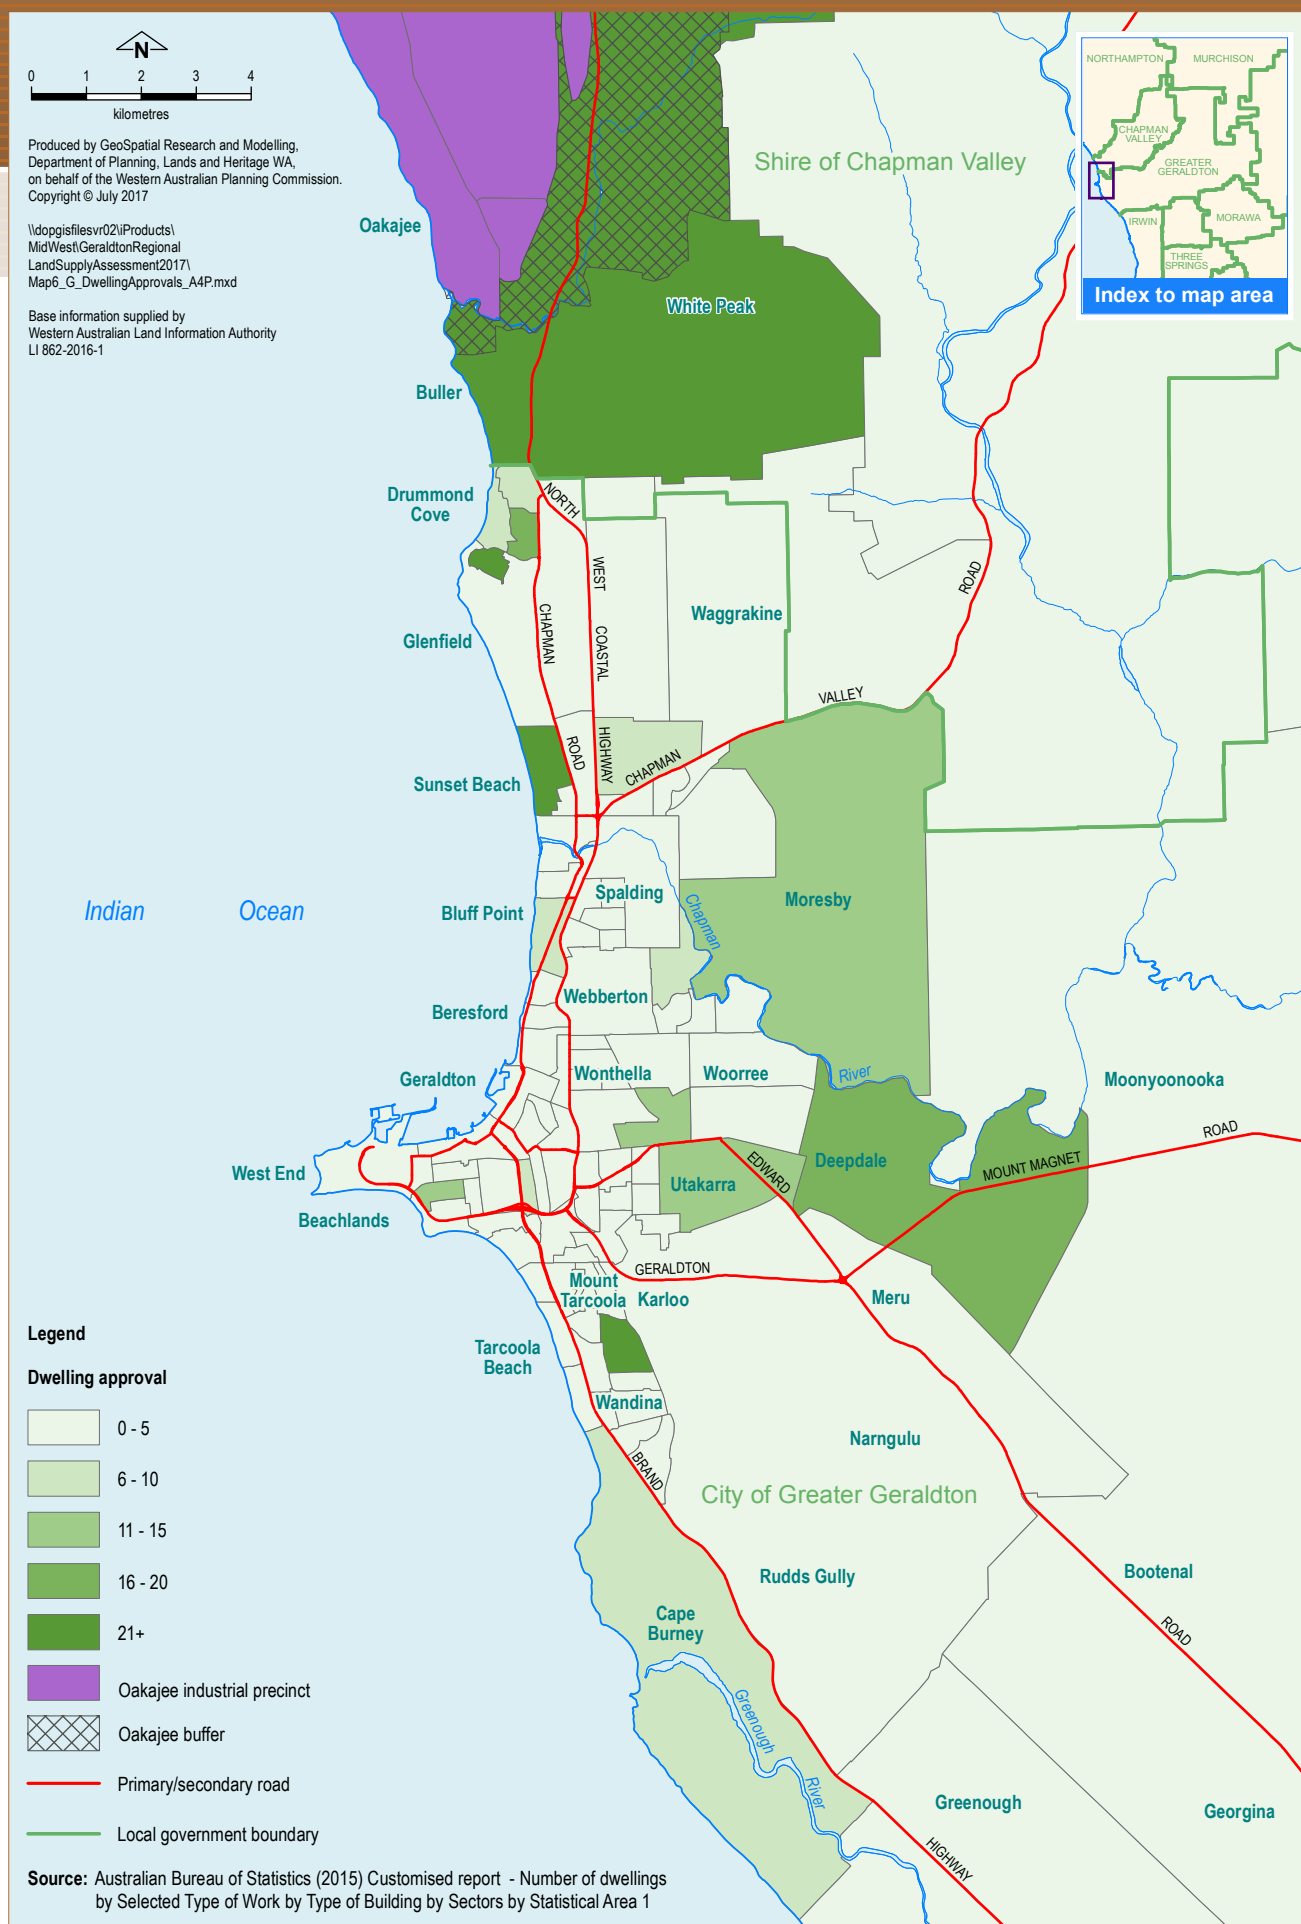 N
0 1 2 3 4
kilometres
Produced by GeoSpatial Research and Modelling,
Department of Planning, Lands and Heritage WA,
on behalf of the Western Australian Planning Commission.
Copyright © July 2017
\\dopgisfilesvr02\iProducts\
MidWest\GeraldtonRegional
LandSupplyAssessment2017\
Map6_G_DwellingApprovals_A4P.mxd
Base information supplied by
Western Australian Land Information Authority
LI 862-2016-1
NORTHAMPTON
MURCHISON
CHAPMAN
VALLEY
GREATER
GERALDTON
IRWIN
MORAWA
THREE
SPRINGS
Index to map area
Shire of Chapman Valley
Oakajee
White Peak
Buller
Drummond
Cove
NORTH
WEST
COASTAL
HIGHWAY
CHAPMAN
ROAD
Waggrakine
ROAD
Glenfield
VALLEY
CHAPMAN
Sunset Beach
Spalding
Chapman
Moresby
Indian Ocean
Bluff Point
Webberton
Beresford
Geraldton
Wonthella
Woorree
River
Moonyoonooka
ROAD
MOUNT MAGNET
West End
Utakarra
EDWARD
Deepdale
Beachlands
GERALDTON
Mount
Tarcoola
Karloo
Meru
Tarcoola
Beach
Wandina
Narngulu
BRAND
City of Greater Geraldton
Rudds Gully
Bootenal
Cape
Burney
ROAD
Greenough
River
Greenough
Georgina
HIGHWAY
Legend
Dwelling approval
0 - 5
6 - 10
11 - 15
16 - 20
21+
Oakajee industrial precinct
Oakajee buffer
Primary/secondary road
Local government boundary
Source: Australian Bureau of Statistics (2015) Customised report - Number of dwellings
by Selected Type of Work by Type of Building by Sectors by Statistical Area 1